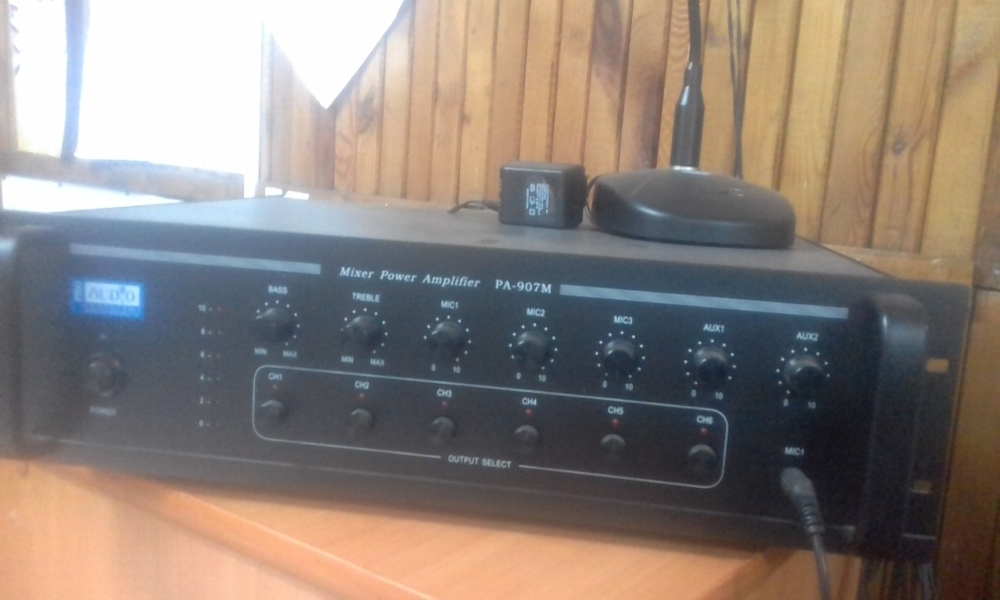 Mixer Power Amplifier PA-907M
AUDIO
BASS
TREBLE
MIC1
MIC2
MIC3
AUX1
AUX2
MIN MAX
MIN MAX
0 10
0 10
0 10
0 10
0 10
10
8
6
4
2
0
CH1
CH2
CH3
CH4
CH5
CH6
POWER
OUTPUT SELECT
MIC1